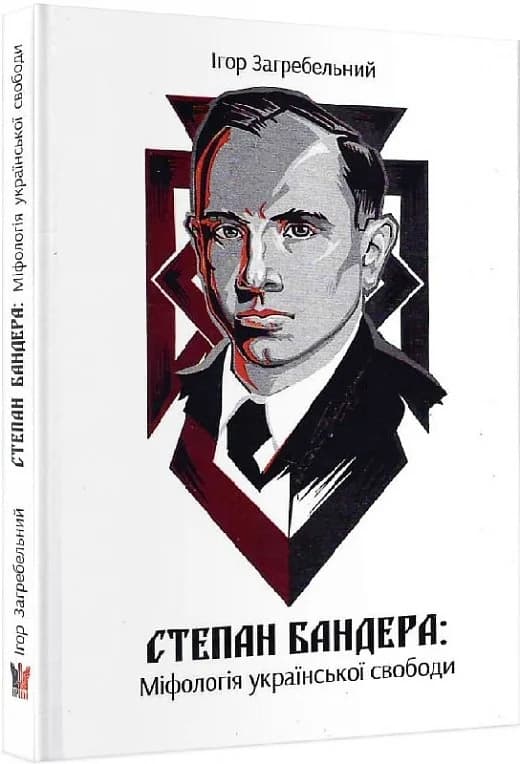 Ігор Загребельний
СТЕПАН БАНДЕРА:
Міфологія української свободи
Ігор Загребельний СТЕПАН БАНДЕРА: Міфологія української свободи